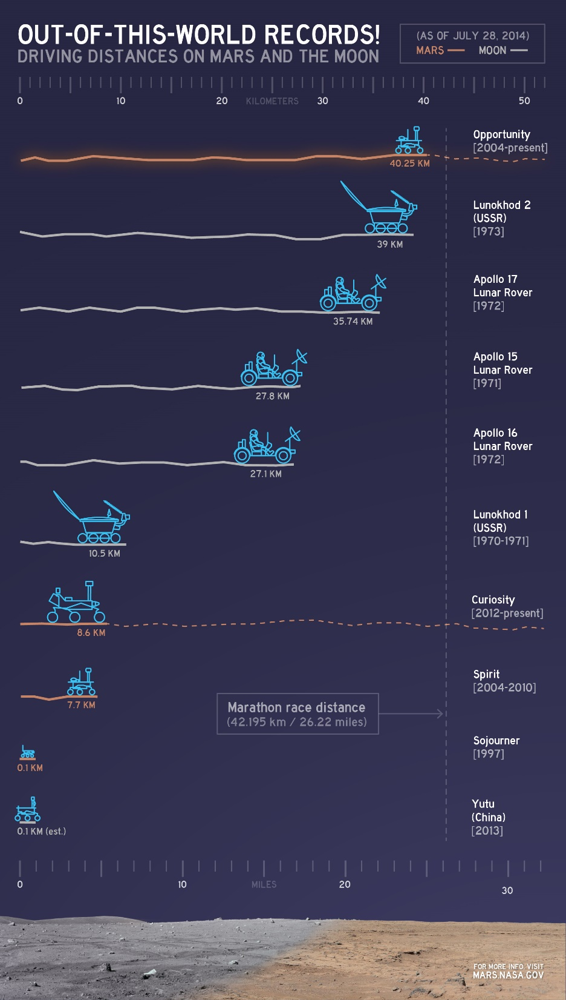 OUT-OF-THIS-WORLD RECORDS!
DRIVING DISTANCES ON MARS AND THE MOON
(AS OF JULY 28, 2014)
MARS MOON
0 10 20 KILOMETERS 30 40 50
Opportunity
[2004-present]
40.25 KM
Lunokhod 2
(USSR)
[1973]
39 KM
Apollo 17
Lunar Rover
[1972]
35.74 KM
Apollo 15
Lunar Rover
[1971]
27.8 KM
Apollo 16
Lunar Rover
[1972]
27.1 KM
Lunokhod 1
(USSR)
[1970-1971]
10.5 KM
Curiosity
[2012-present]
8.6 KM
Spirit
[2004-2010]
7.7 KM
Marathon race distance
(42.195 km / 26.22 miles)
Sojourner
[1997]
0.1 KM
Yutu
(China)
[2013]
0.1 KM (est.)
0 10 MILES 20 30
FOR MORE INFO, VISIT
MARS.NASA.GOV